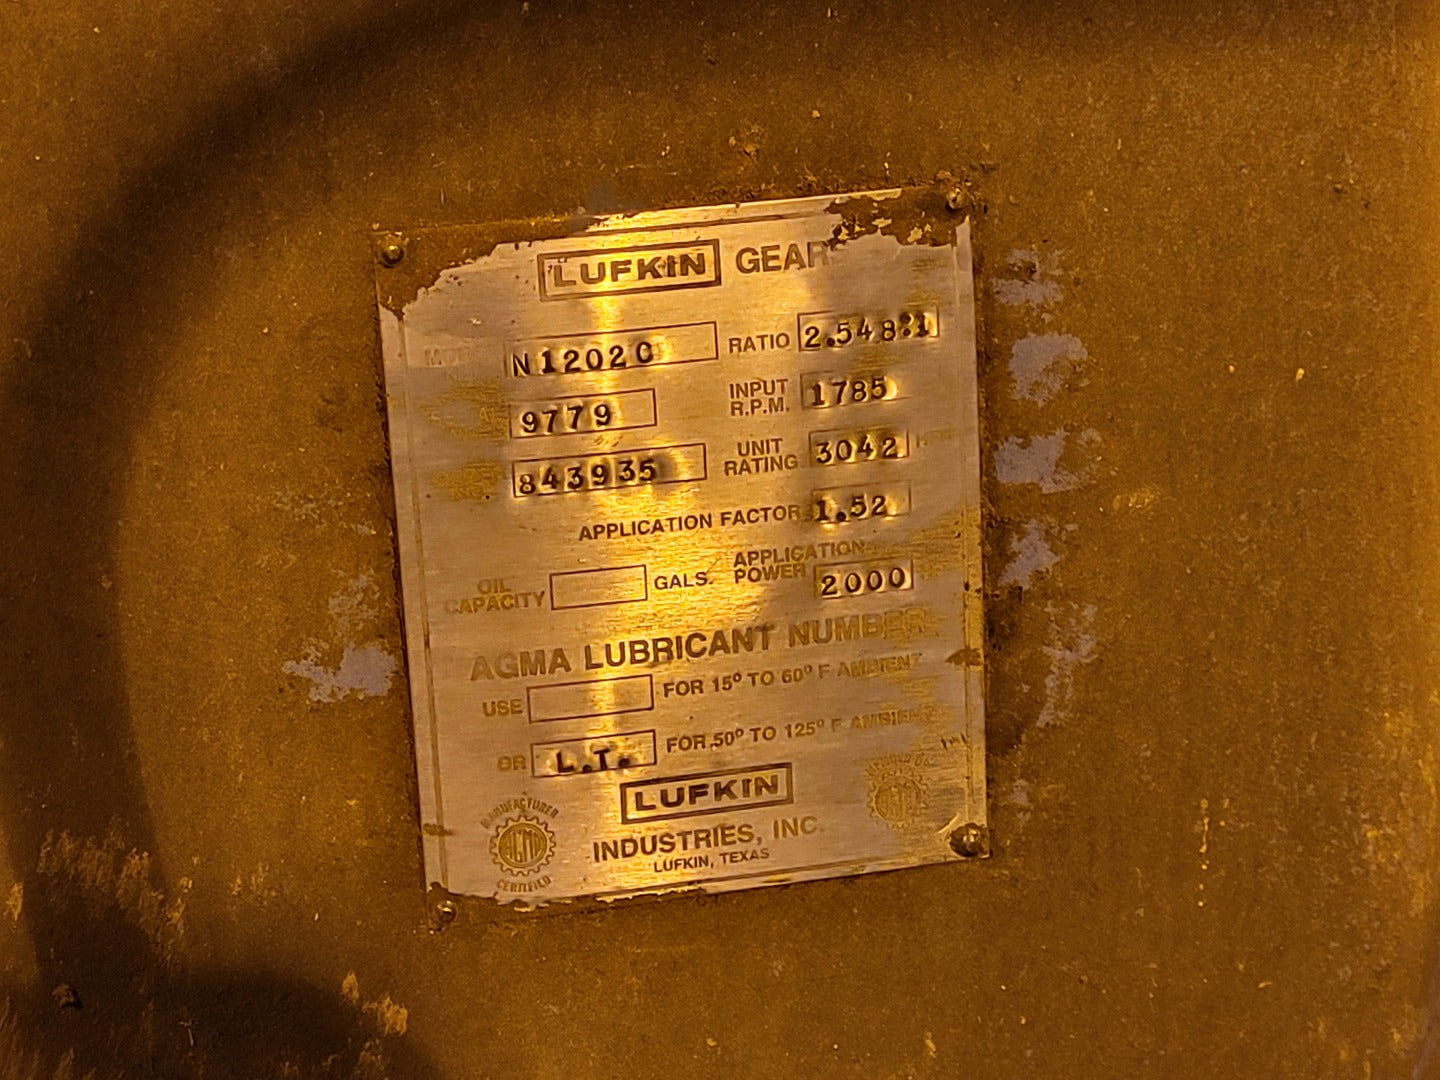 LUFKIN GEAR
N1202C RATIO 2.548:1
9779 INPUT R.P.M. 1785
843935 UNIT RATING 3042
APPLICATION FACTOR 1.52
OIL CAPACITY GALS. APPLICATION POWER 2000
AGMA LUBRICANT NUMBER
USE FOR 15° TO 60° F AMBIENT
OR L.T. FOR 50° TO 125° F AMBIENT
LUFKIN
INDUSTRIES, INC.
LUFKIN, TEXAS
MANUFACTURER
AGMA
CERTIFIED